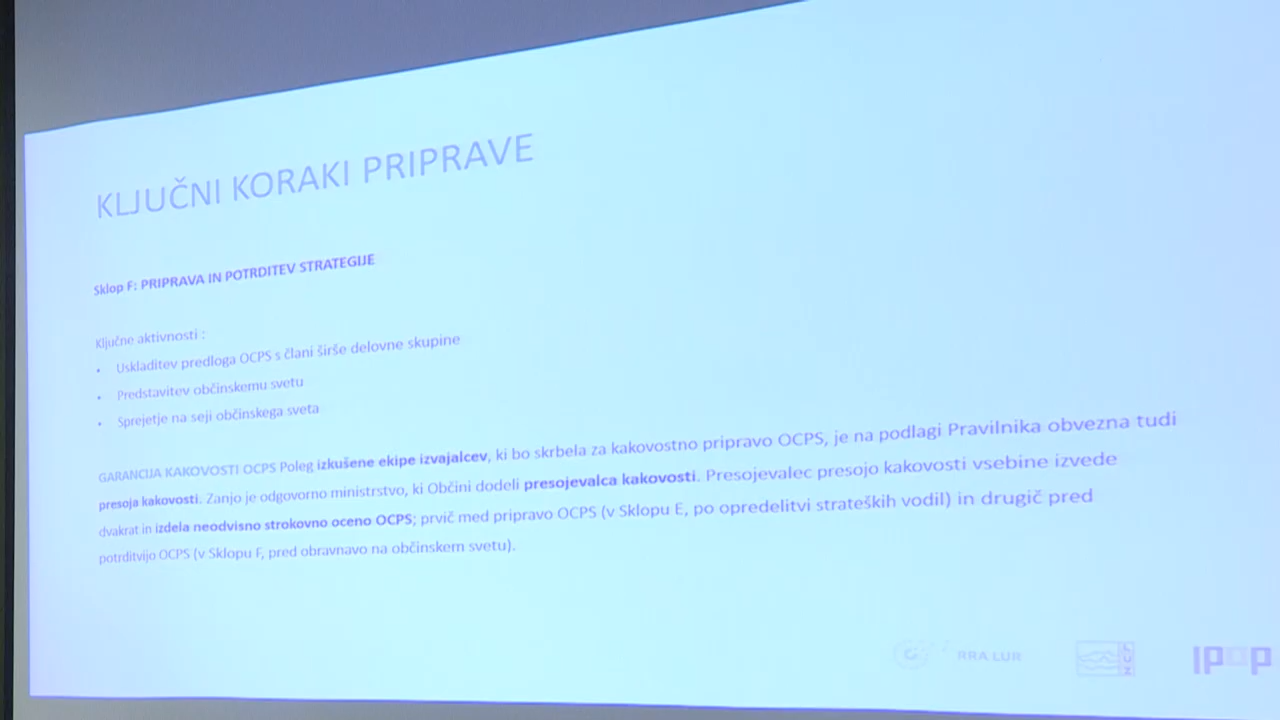 KLJUČNI KORAKI PRIPRAVE
Sklop F: PRIPRAVA IN POTRDITEV STRATEGIJE
Ključne aktivnosti :
• Uskladitev predloga OCPS s člani širše delovne skupine
• Predstavitev občinskemu svetu
• Sprejetje na seji občinskega sveta
GARANCIJA KAKOVOSTI OCPS Poleg izkušene ekipe izvajalcev, ki bo skrbela za kakovostno pripravo OCPS, je na podlagi Pravilnika obvezna tudi
presoja kakovosti. Zanjo je odgovorno ministrstvo, ki Občini dodeli presojevalca kakovosti. Presojevalec presojo kakovosti vsebine izvede
dvakrat in izdela neodvisno strokovno oceno OCPS; prvič med pripravo OCPS (v Sklopu E, po opredelitvi strateških vodil) in drugič pred
potrditvijo OCPS (v Sklopu F, pred obravnavo na občinskem svetu).
RRA LUR
IPOP